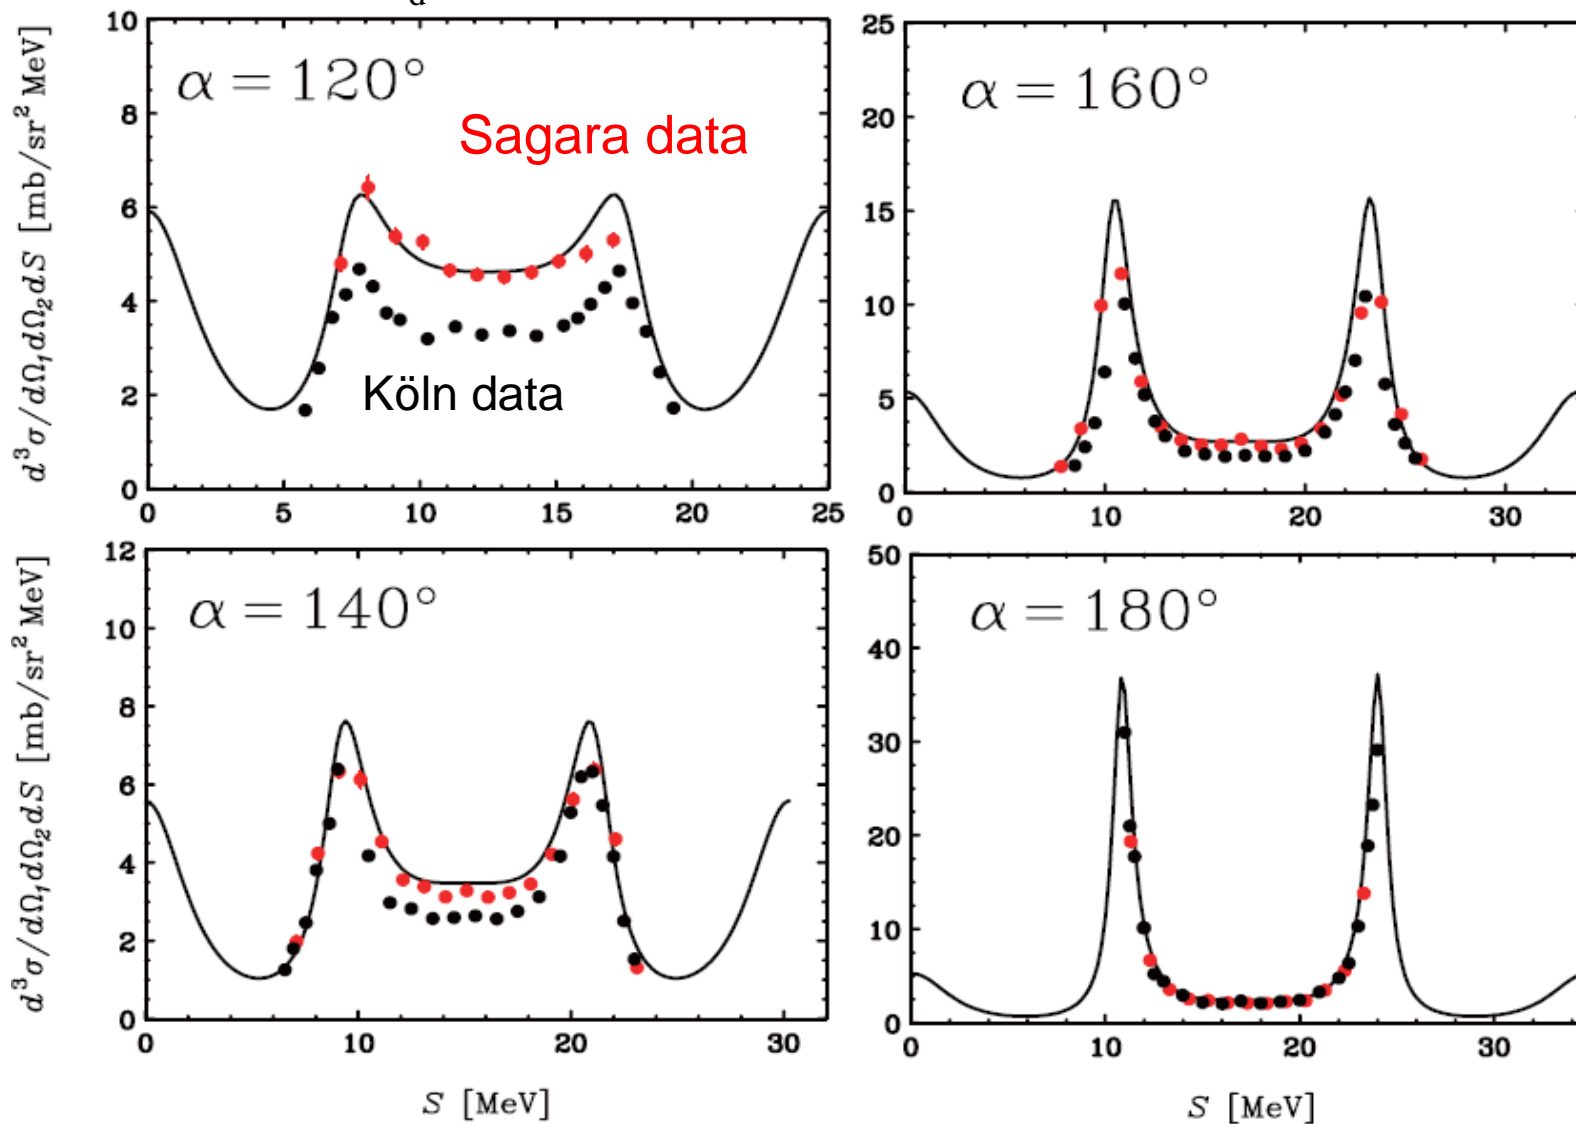 d
α = 120°
Sagara data
Köln data
d³σ/dΩ₁dΩ₂dS [mb/sr² MeV]
10
8
6
4
2
0
0 5 10 15 20 25
α = 160°
25
20
15
10
5
0
0 10 20 30
α = 140°
d³σ/dΩ₁dΩ₂dS [mb/sr² MeV]
12
10
8
6
4
2
0
0 10 20 30
S [MeV]
α = 180°
50
40
30
20
10
0
0 10 20 30
S [MeV]